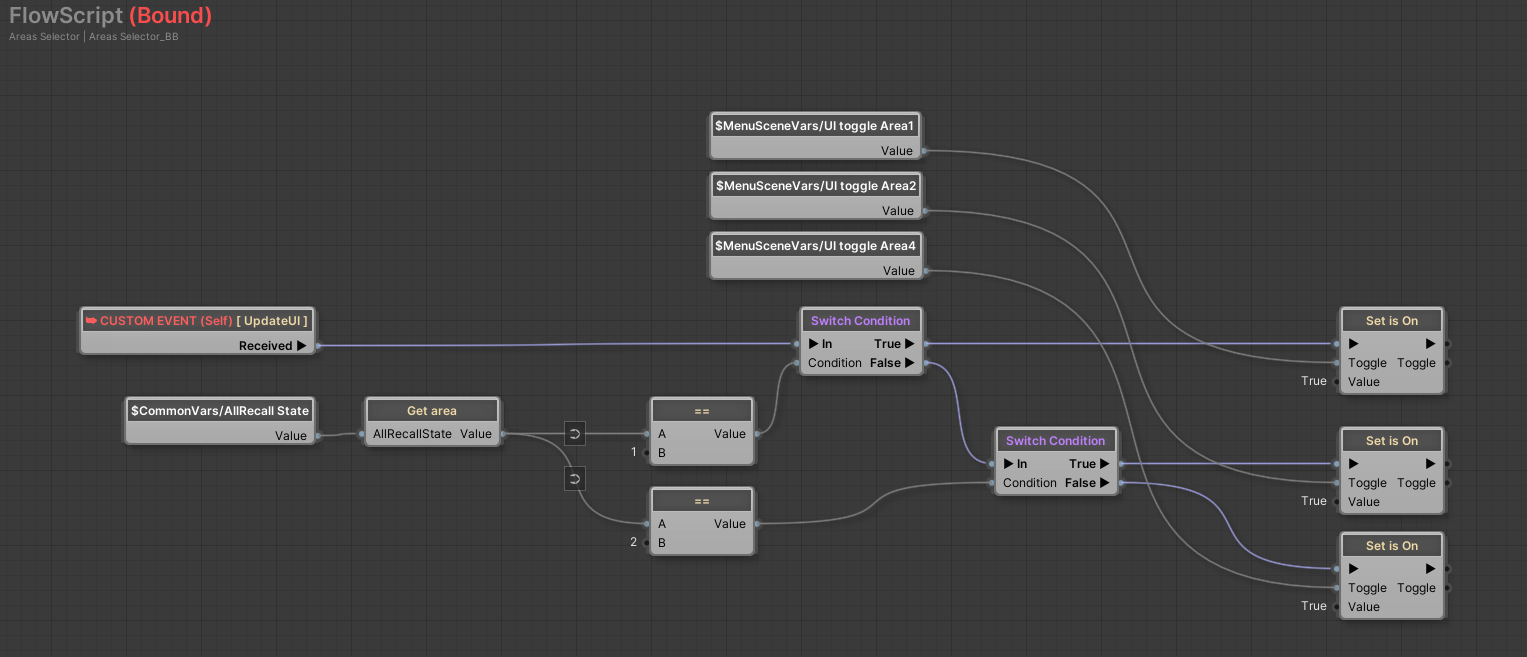 FlowScript (Bound)
Areas Selector | Areas Selector_BB
$MenuSceneVars/UI toggle Area1
Value
$MenuSceneVars/UI toggle Area2
Value
$MenuSceneVars/UI toggle Area4
Value
CUSTOM EVENT (Self) [ UpdateUI ]
Received ▶
Switch Condition
▶ In True ▶
Condition False ▶
Set is On
▶ ▶
Toggle Toggle
True Value
$CommonVars/AllRecall State
Value
Get area
AllRecallState Value
==
A Value
1 B
Switch Condition
▶ In True ▶
Condition False ▶
Set is On
▶ ▶
Toggle Toggle
True Value
==
A Value
2 B
Set is On
▶ ▶
Toggle Toggle
True Value